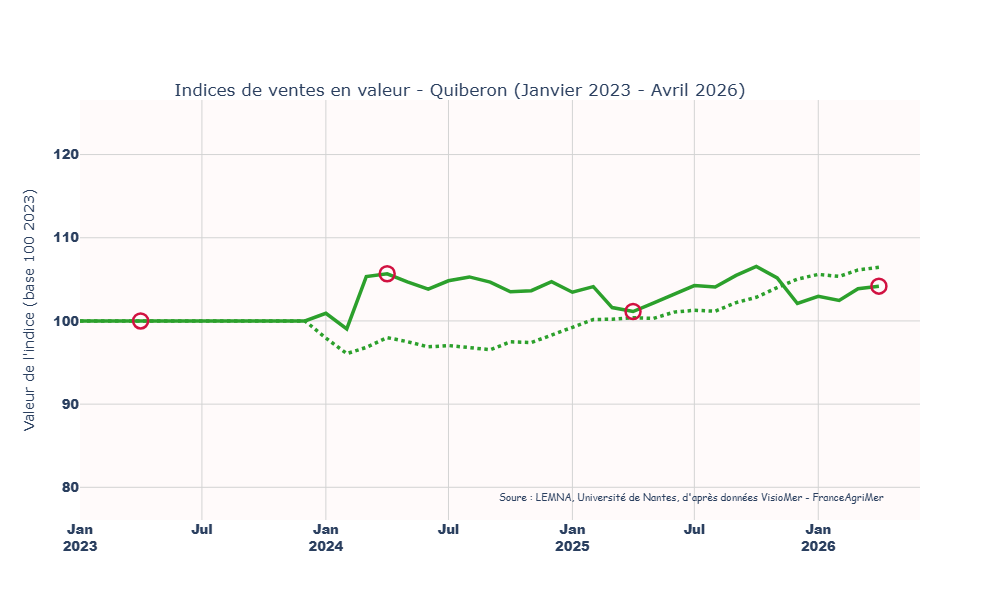 Indices de ventes en valeur - Quiberon (Janvier 2023 - Avril 2026)
Valeur de l'indice (base 100 2023)
120
110
100
90
80
Soure : LEMNA, Université de Nantes, d'après données VisioMer - FranceAgriMer
Jan
2023
Jul
Jan
2024
Jul
Jan
2025
Jul
Jan
2026